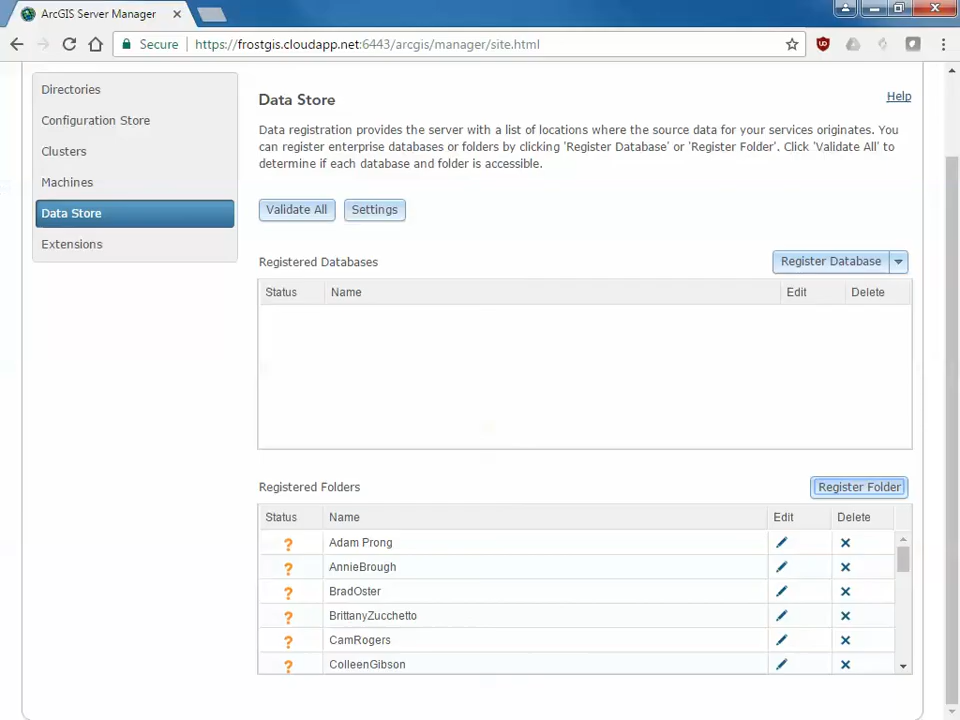 ArcGIS Server Manager
Secure https://frostgis.cloudapp.net:6443/arcgis/manager/site.html
Directories
Configuration Store
Clusters
Machines
Data Store
Extensions
Data Store
Help
Data registration provides the server with a list of locations where the source data for your services originates. You
can register enterprise databases or folders by clicking 'Register Database' or 'Register Folder'. Click 'Validate All' to
determine if each database and folder is accessible.
Validate All Settings
Registered Databases Register Database
Status Name Edit Delete
Registered Folders Register Folder
Status Name Edit Delete
? Adam Prong
? AnnieBrough
? BradOster
? BrittanyZucchetto
? CamRogers
? ColleenGibson